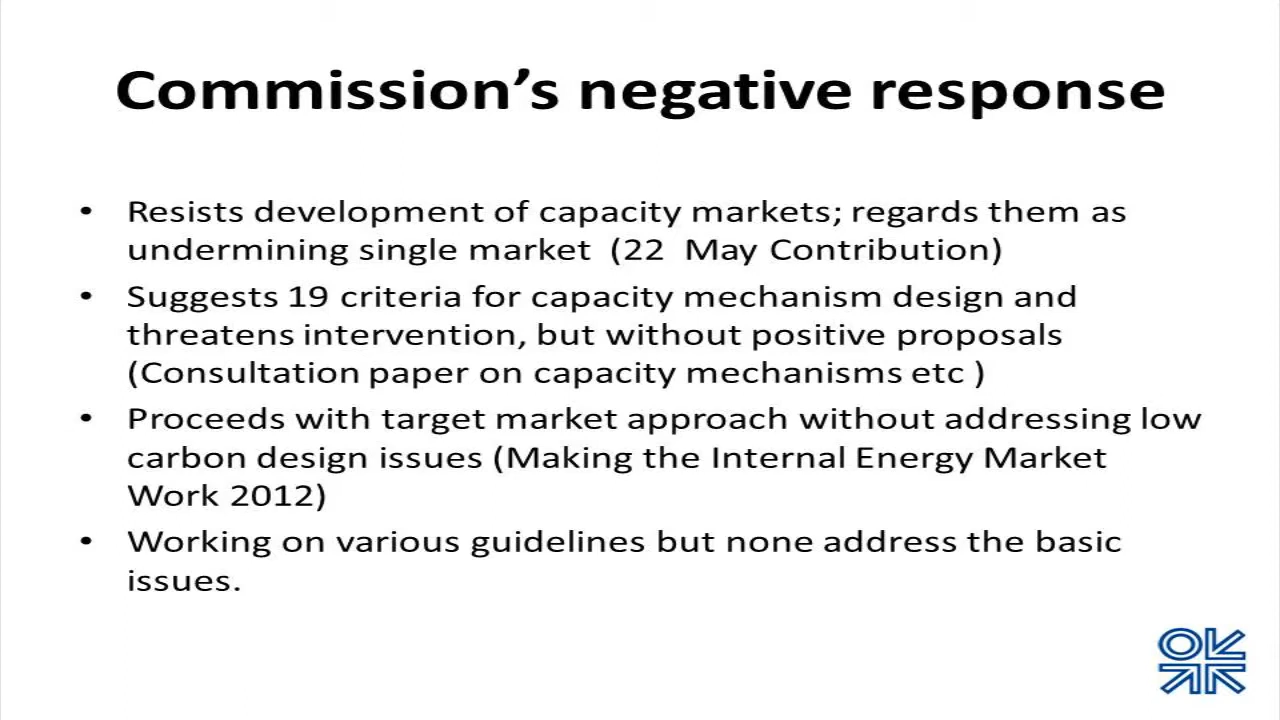 Commission’s negative response
• Resists development of capacity markets; regards them as
undermining single market (22 May Contribution)
• Suggests 19 criteria for capacity mechanism design and
threatens intervention, but without positive proposals
(Consultation paper on capacity mechanisms etc )
• Proceeds with target market approach without addressing low
carbon design issues (Making the Internal Energy Market
Work 2012)
• Working on various guidelines but none address the basic
issues.